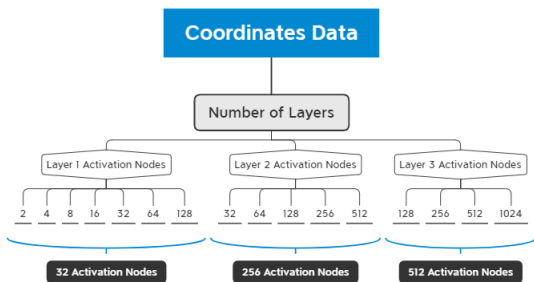 Coordinates Data
Number of Layers
Layer 1 Activation Nodes
Layer 2 Activation Nodes
Layer 3 Activation Nodes
2 4 8 16 32 64 128
32 64 128 256 512
128 256 512 1024
32 Activation Nodes
256 Activation Nodes
512 Activation Nodes